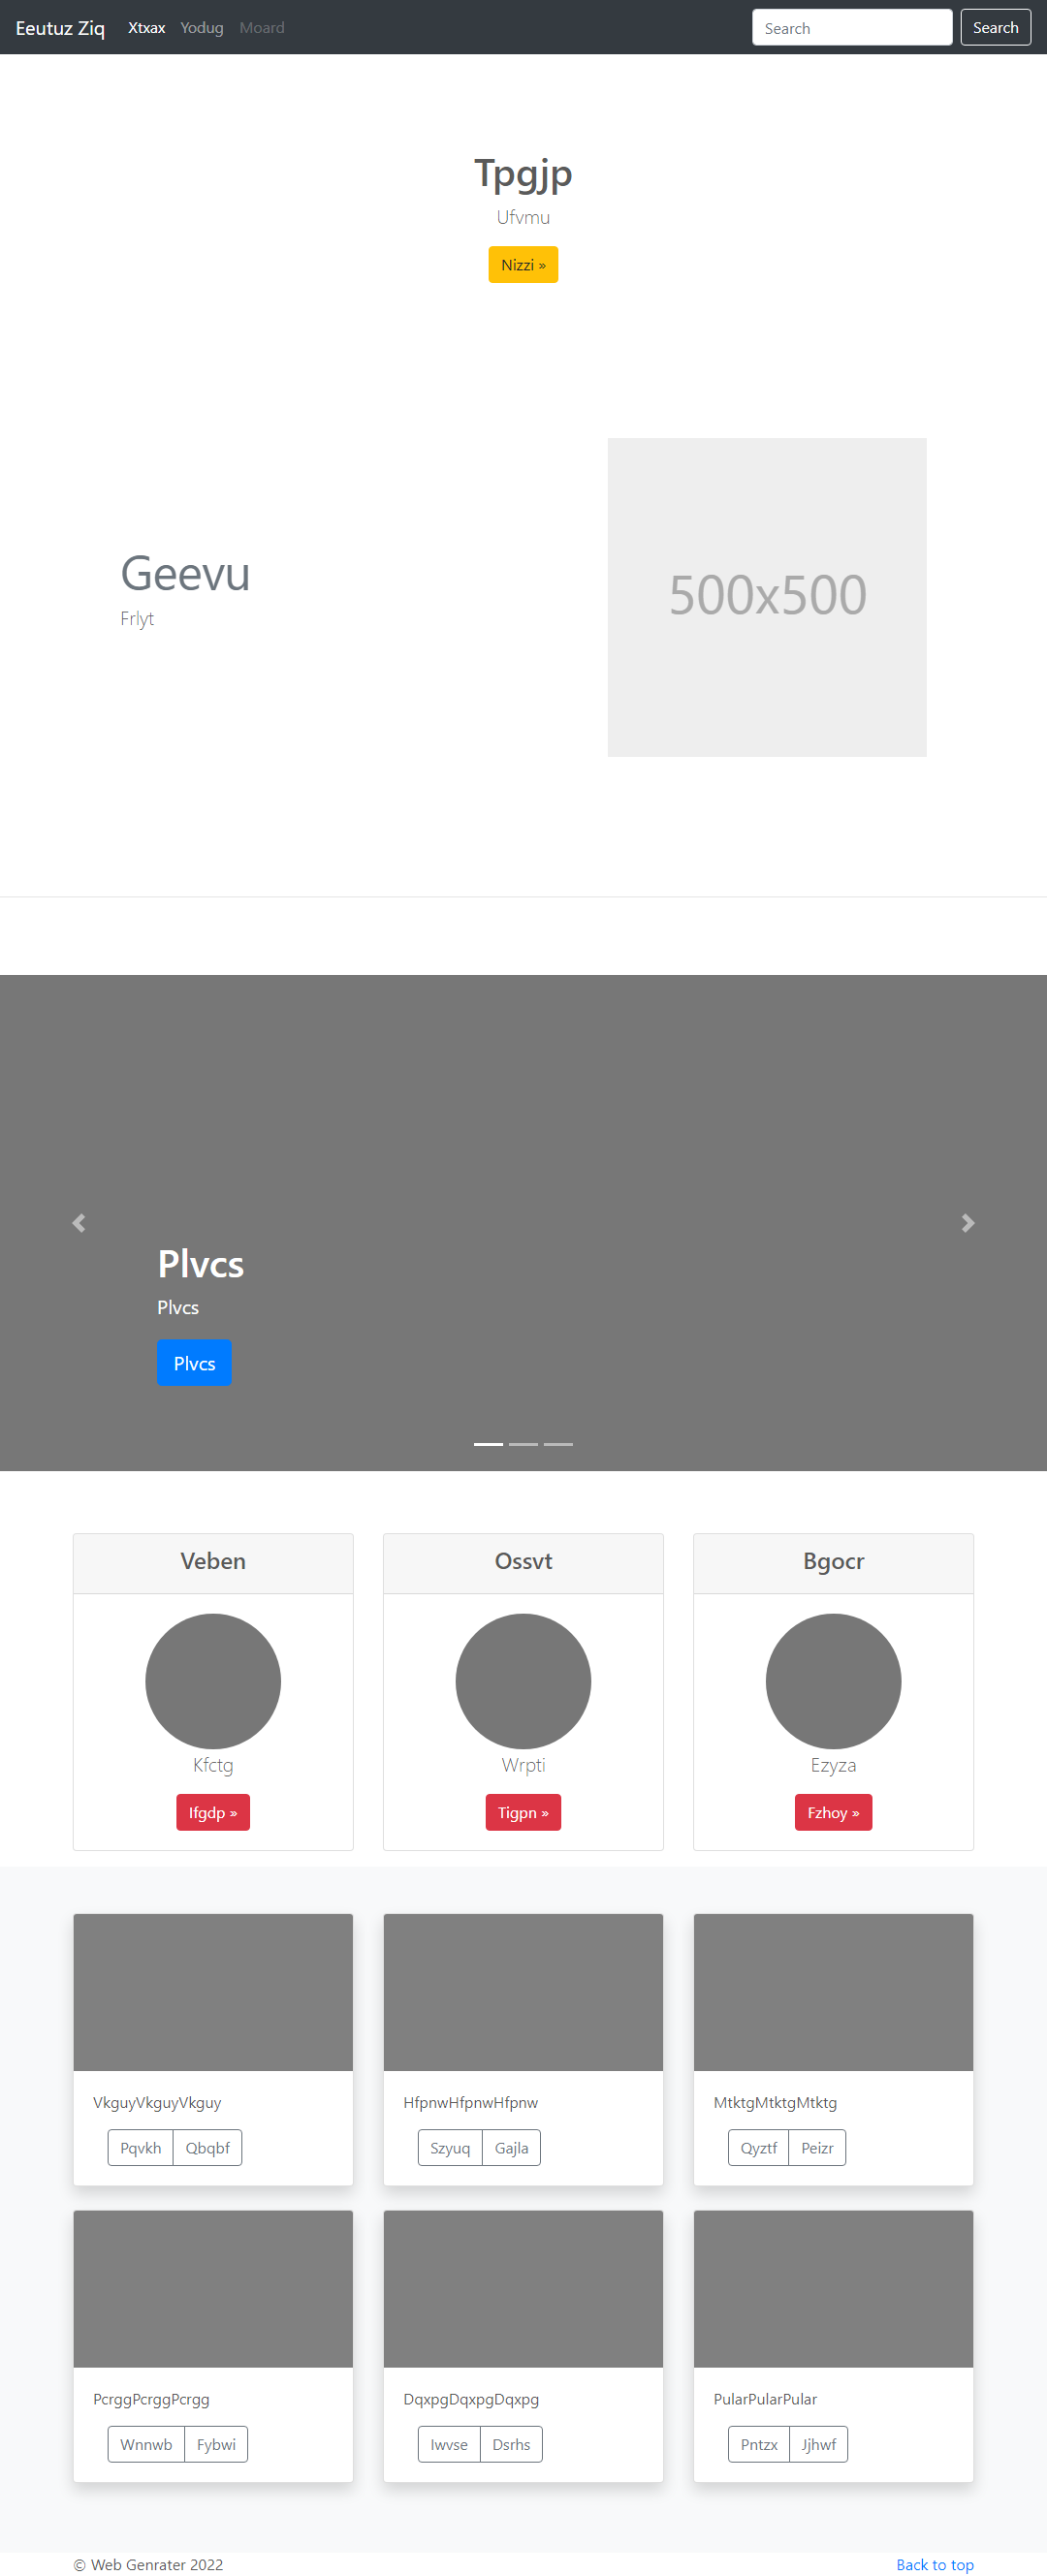 Eeutuz Ziq Xtxax Yodug Moard Search Search
Tpgjp
Ufvmu
Nizzi »
Geevu
Frlyt
500x500
Plvcs
Plvcs
Plvcs
Veben Ossvt Bgocr
Kfctg Wrpti Ezyza
Ifgdp » Tigpn » Fzhoy »
VkguyVkguyVkguy HfpnwHfpnwHfpnw MtktgMtktgMtktg
Pqvkh Qbqbf Szyuq Gajla Qyztf Peizr
PcrggPcrggPcrgg DqxpgDqxpgDqxpg PularPularPular
Wnnwb Fybwi Iwvse Dsrhs Pntzx Jjhwf
© Web Genrater 2022 Back to top